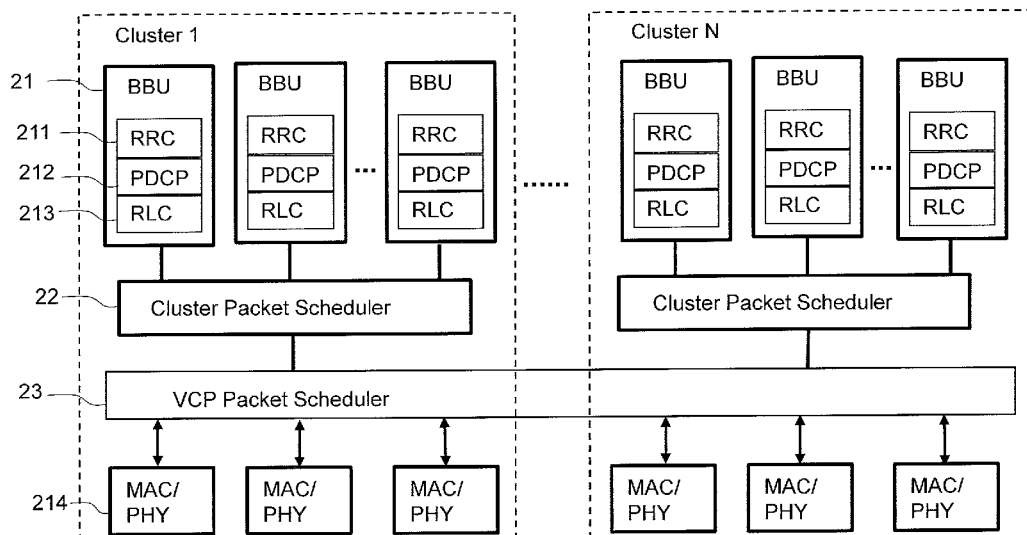 Cluster 1
Cluster N
21
BBU
BBU
BBU
BBU
BBU
BBU
211
RRC
RRC
RRC
RRC
RRC
RRC
212
PDCP
PDCP
...
PDCP
......
PDCP
PDCP
...
PDCP
213
RLC
RLC
RLC
RLC
RLC
RLC
22
Cluster Packet Scheduler
Cluster Packet Scheduler
23
VCP Packet Scheduler
214
MAC/
PHY
MAC/
PHY
MAC/
PHY
MAC/
PHY
MAC/
PHY
MAC/
PHY